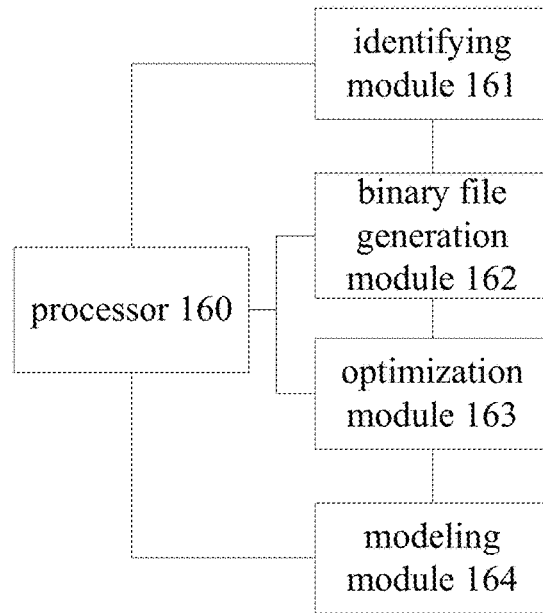 identifying
module 161
binary file
generation
module 162
processor 160
optimization
module 163
modeling
module 164